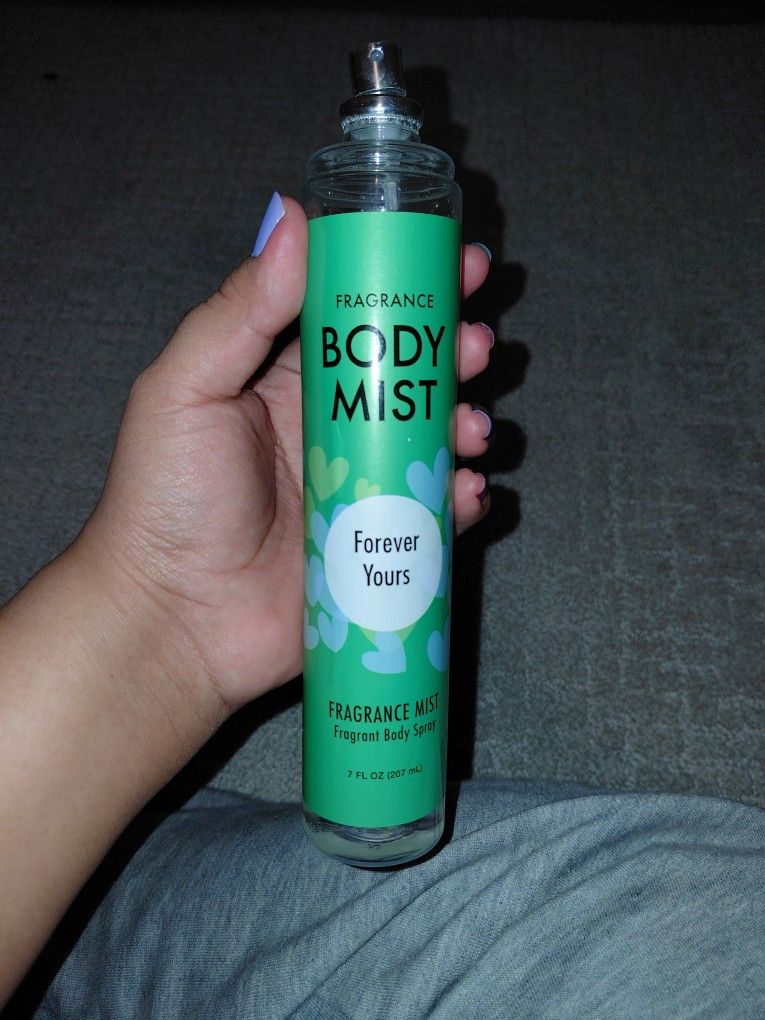 FRAGRANCE
BODY
MIST
Forever
Yours
FRAGRANCE MIST
Fragrant Body Spray
7 FL OZ (207 mL)